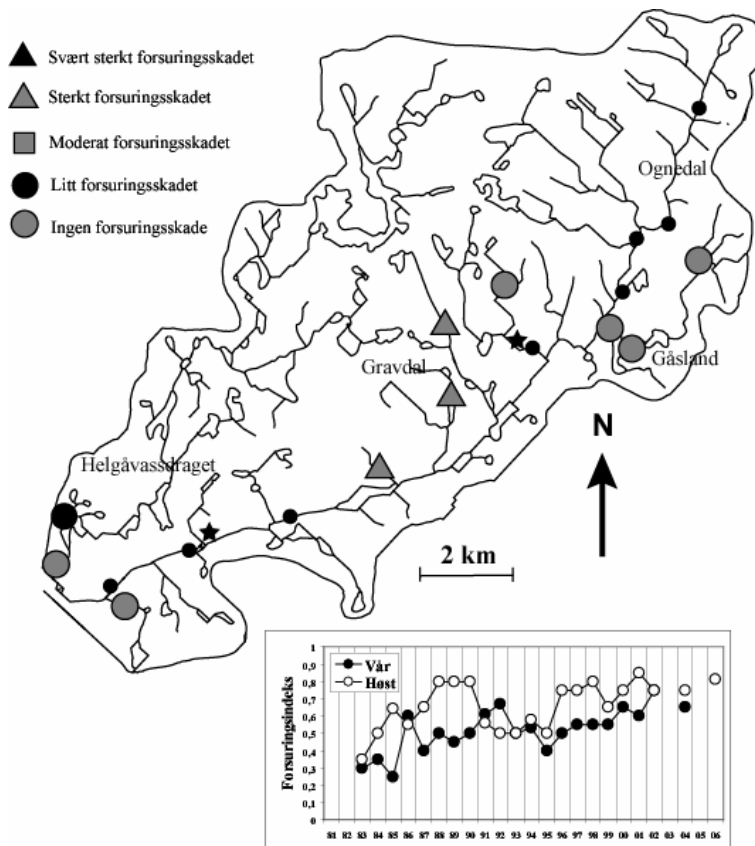 Svært sterkt forsuringsskadet
Sterkt forsuringsskadet
Moderat forsuringsskadet
Litt forsuringsskadet
Ingen forsuringsskade
Ognedal
Gåsland
Gravdal
Helgåvassdraget
N
2 km
Forsuringsindeks
1
0,9
0,8
0,7
0,6
0,5
0,4
0,3
0,2
0,1
0
Vår
Høst
81 82 83 84 85 86 87 88 89 90 91 92 93 94 95 96 97 98 99 00 01 02 04 06